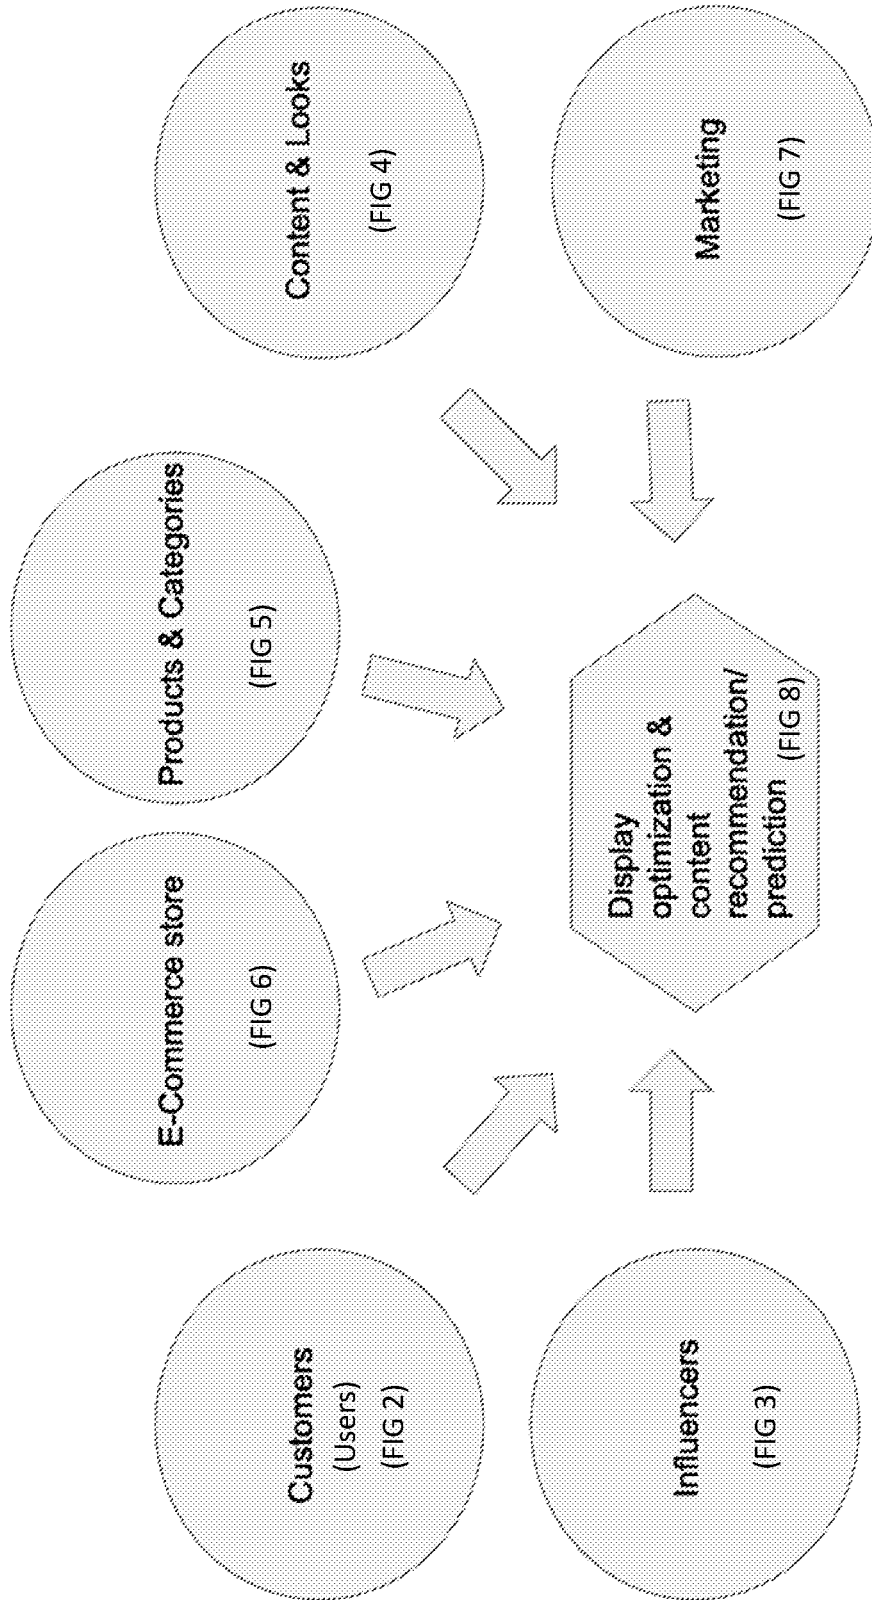 E-Commerce store
(FIG 6)
Products & Categories
(FIG 5)
Customers
(Users)
(FIG 2)
Content & Looks
(FIG 4)
Influencers
(FIG 3)
Display
optimization &
content
recommendation/
prediction (FIG 8)
Marketing
(FIG 7)